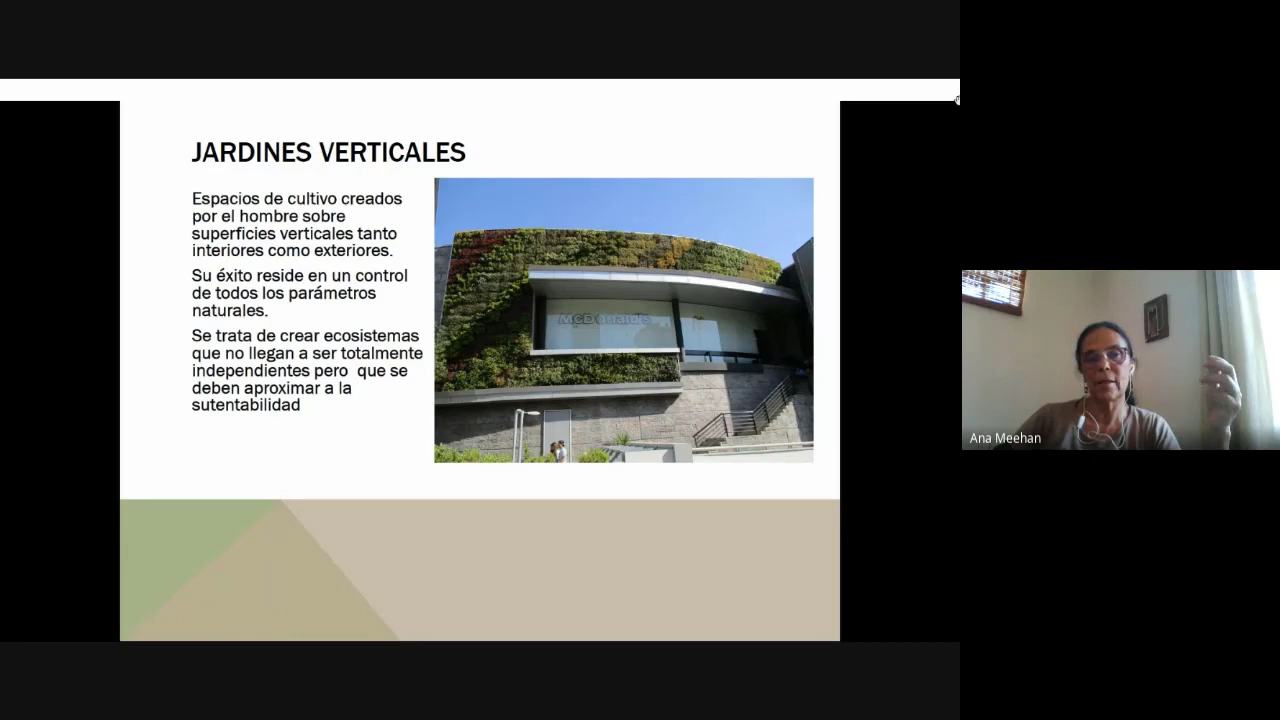 JARDINES VERTICALES
Espacios de cultivo creados
por el hombre sobre
superficies verticales tanto
interiores como exteriores.
Su éxito reside en un control
de todos los parámetros
naturales.
Se trata de crear ecosistemas
que no llegan a ser totalmente
independientes pero que se
deben aproximar a la
sutentabilidad
McDonald's
Ana Meehan